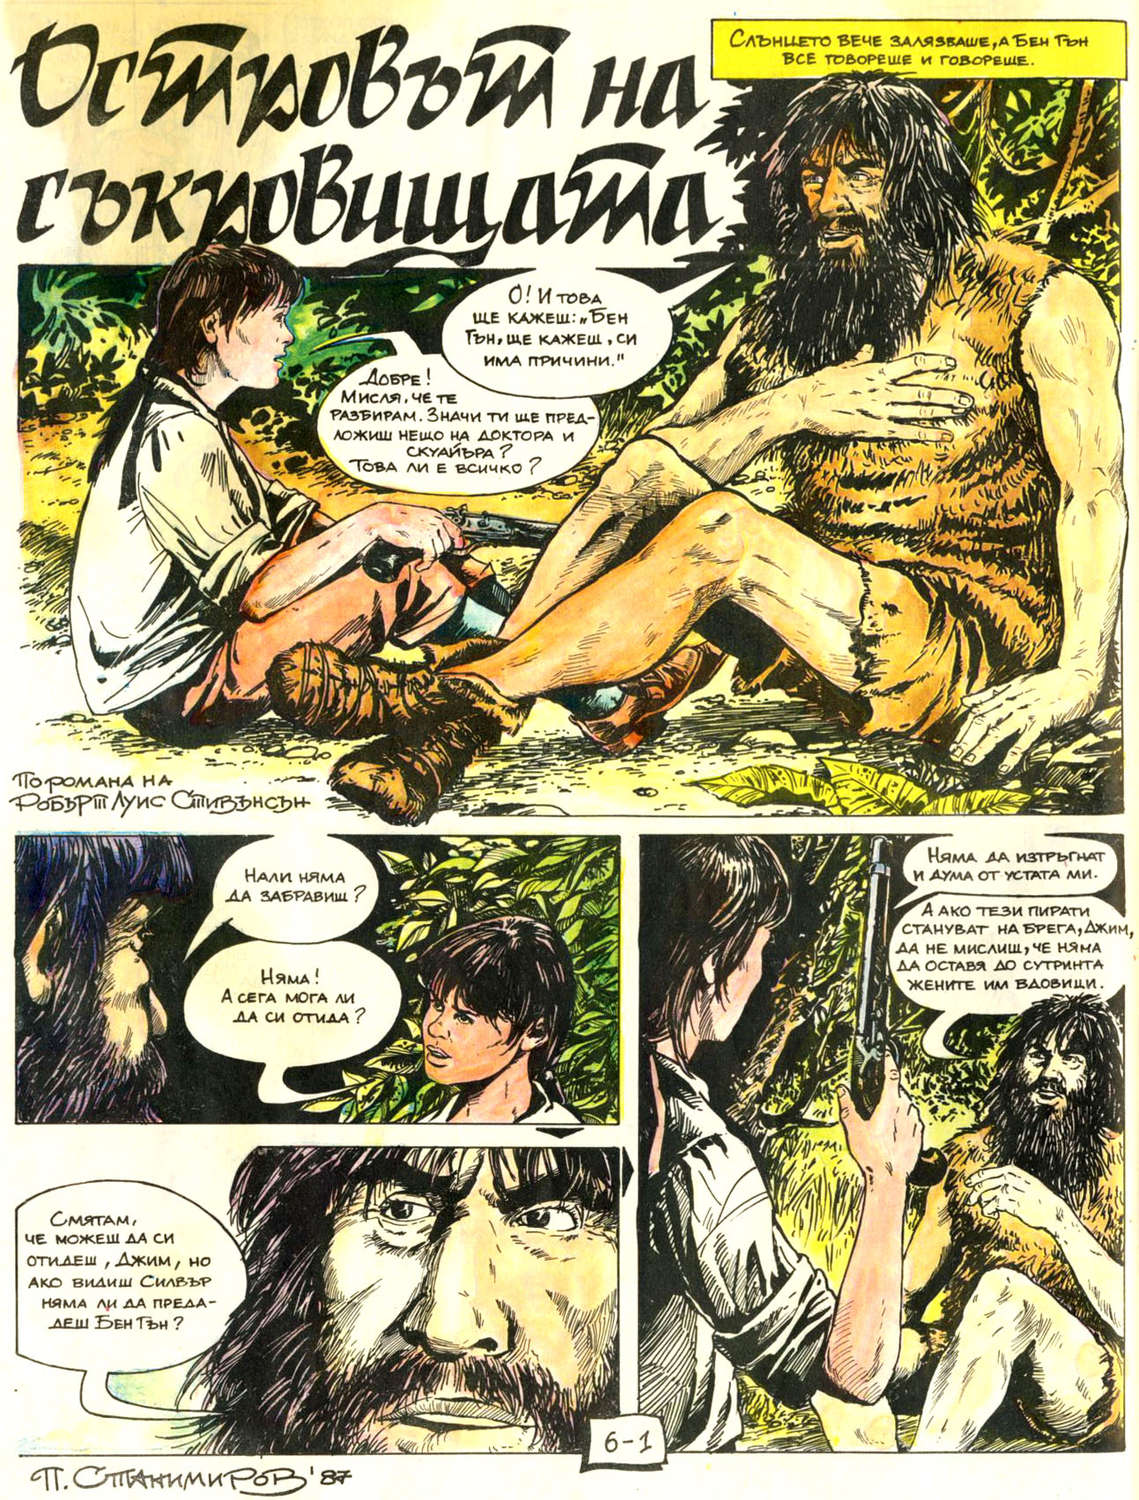 Островът на
съкровищата
Слънцето вече залязваше, а Бен Гън
все товореше и говореше.
О! И това
ще кажеш: „Бен
Гън, ще кажеш, си
има причини."
Добре!
Мисля, че те
разбирам. Значи ти ще пред-
ложиш нещо на доктора и
скуайъра?
Това ли е всичко?
По романа на
Робърт Луис Стивънсън
Нали няма
да забравиш?
Няма!
А сега мога ли
да си отида?
Смятам,
че можеш да си
отидеш, Джим, но
ако видиш Силвър
няма ли да преда-
деш Бен Гън?
Няма да изтръгнат
и дума от устата ми.
А ако тези пирати
стануват на брега, Джим,
да не мислиш, че няма
да оставя до сутринта
жените им вдовици.
6-1
П. Станимиров '87